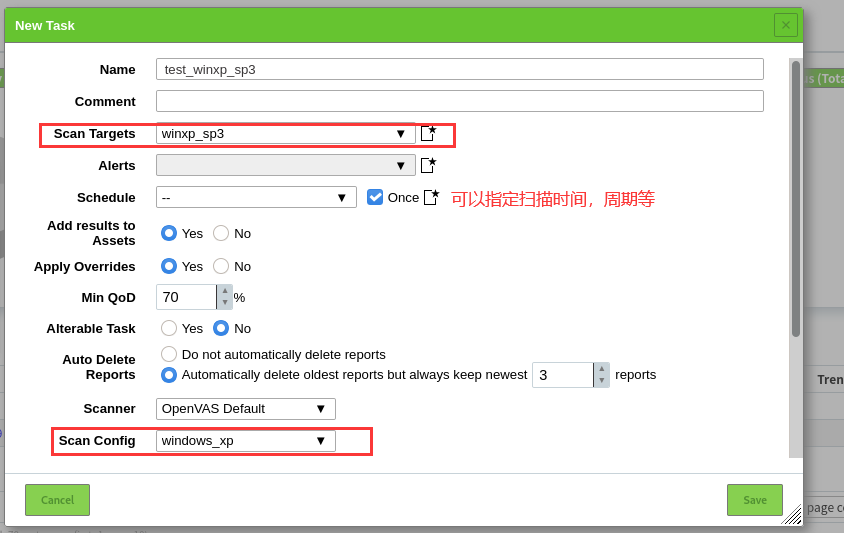 New Task
Name test_winxp_sp3
Comment
Scan Targets winxp_sp3
Alerts
Schedule -- Once 可以指定扫描时间，周期等
Add results to
Assets
Yes No
Apply Overrides Yes No
Min QoD 70 %
Alterable Task Yes No
Auto Delete
Reports
Do not automatically delete reports
Automatically delete oldest reports but always keep newest 3 reports
Scanner OpenVAS Default
Scan Config windows_xp
Cancel Save
s (Tota
Tren
page co